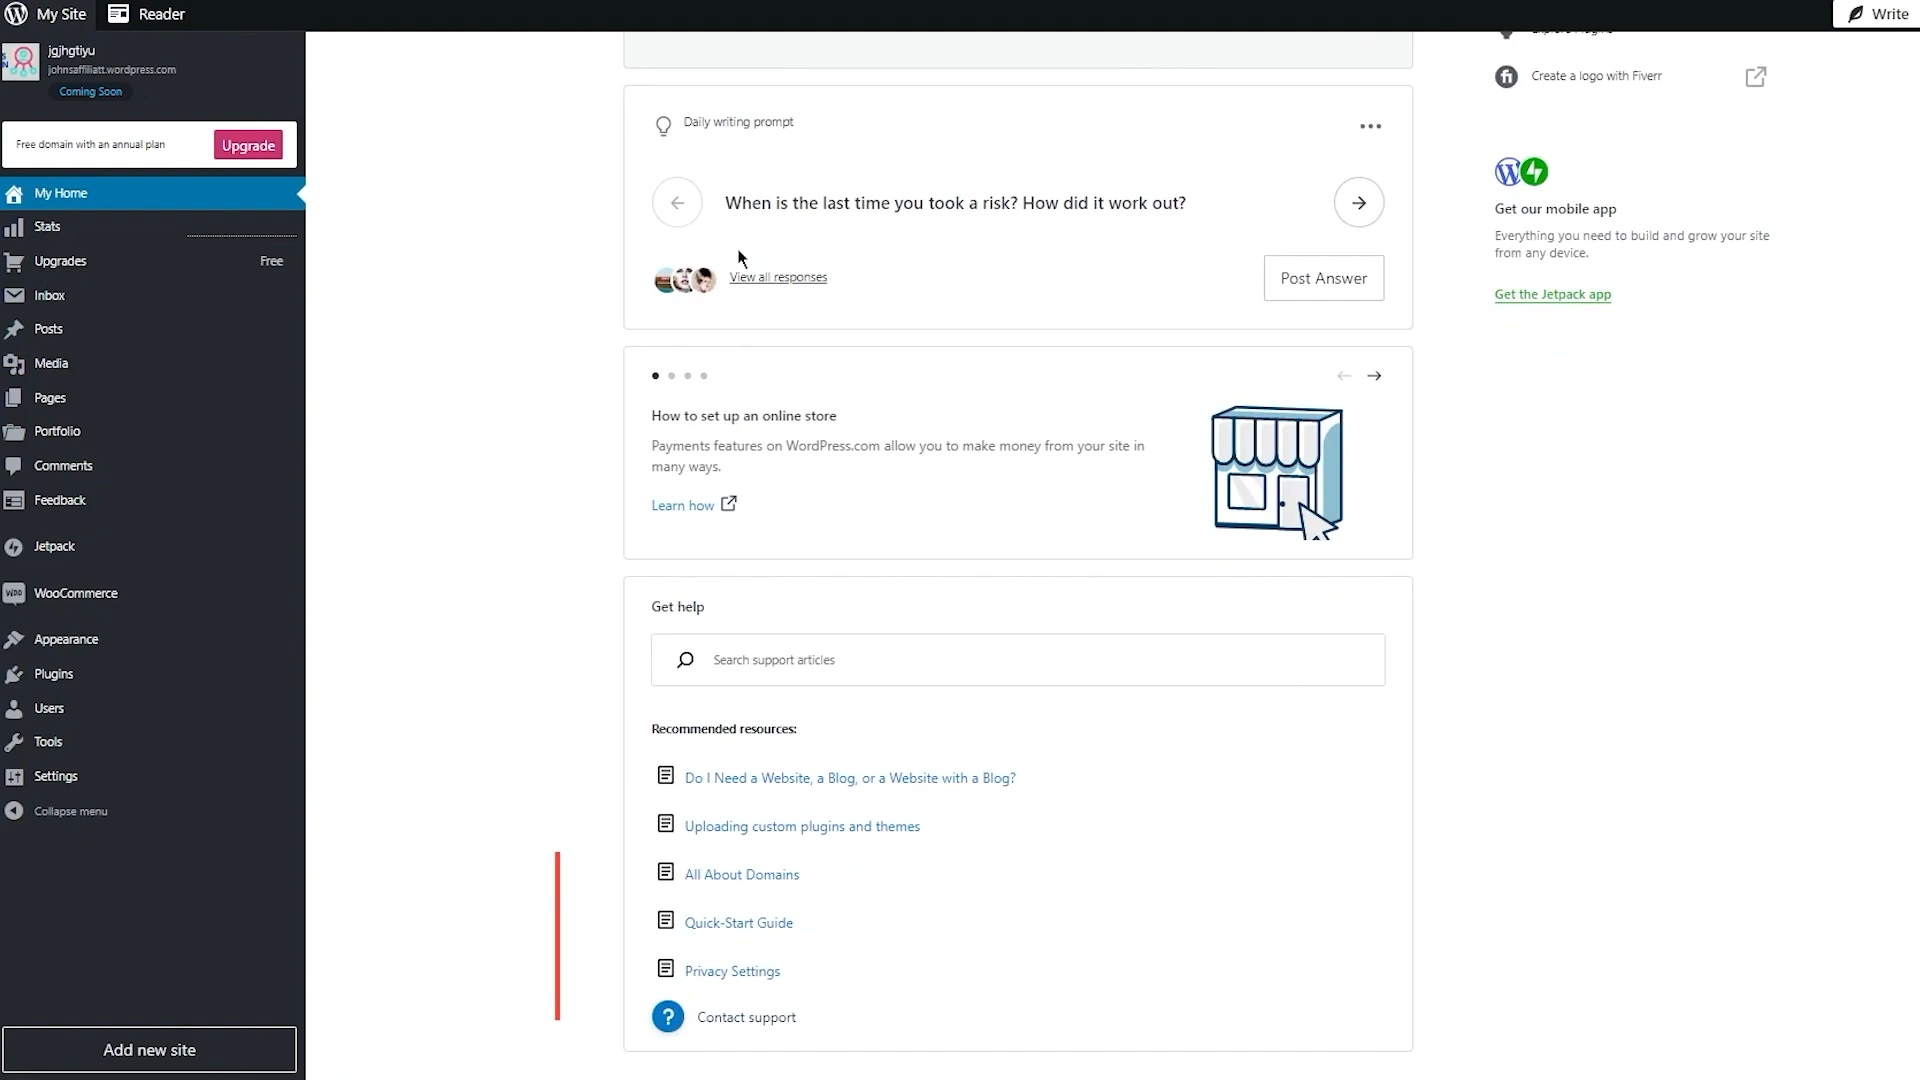 My Site
Reader
Write
jgjhgtiyu
johnsaffiliatt.wordpress.com
Coming Soon
Free domain with an annual plan
Upgrade
My Home
Stats
Upgrades
Free
Inbox
Posts
Media
Pages
Portfolio
Comments
Feedback
Jetpack
WooCommerce
Appearance
Plugins
Users
Tools
Settings
Collapse menu
Add new site
Daily writing prompt
When is the last time you took a risk? How did it work out?
View all responses
Post Answer
How to set up an online store
Payments features on WordPress.com allow you to make money from your site in
many ways.
Learn how
Get help
Search support articles
Recommended resources:
Do I Need a Website, a Blog, or a Website with a Blog?
Uploading custom plugins and themes
All About Domains
Quick-Start Guide
Privacy Settings
? Contact support
Create a logo with Fiverr
Get our mobile app
Everything you need to build and grow your site
from any device.
Get the Jetpack app